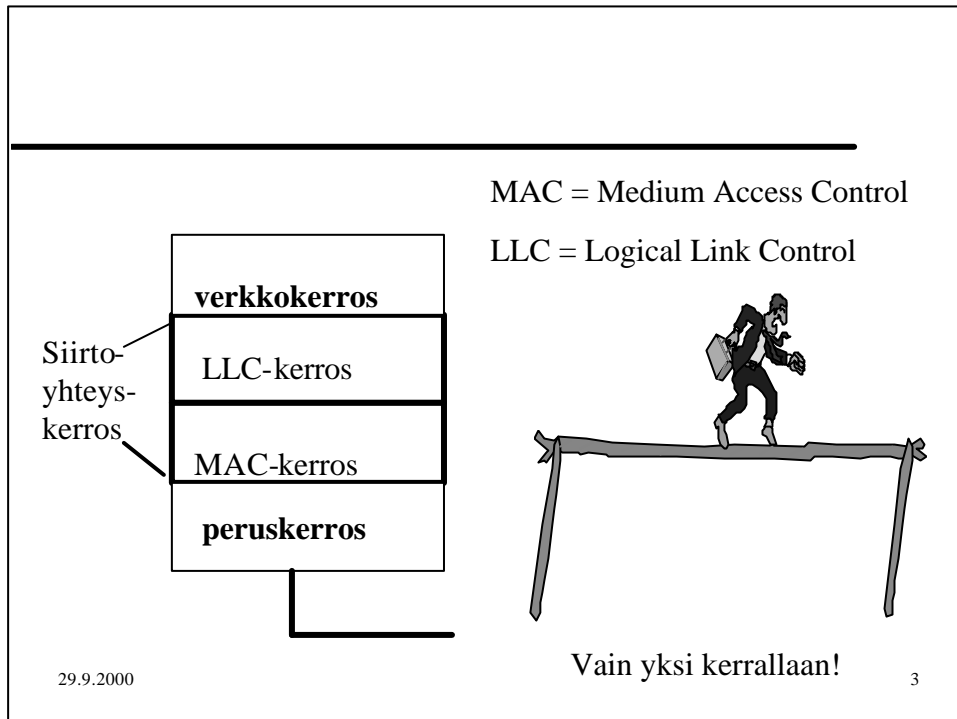 MAC = Medium Access Control
LLC = Logical Link Control
verkkokerros
Siirto-
yhteys-
kerros
LLC-kerros
MAC-kerros
peruskerros
Vain yksi kerrallaan!
29.9.2000
3